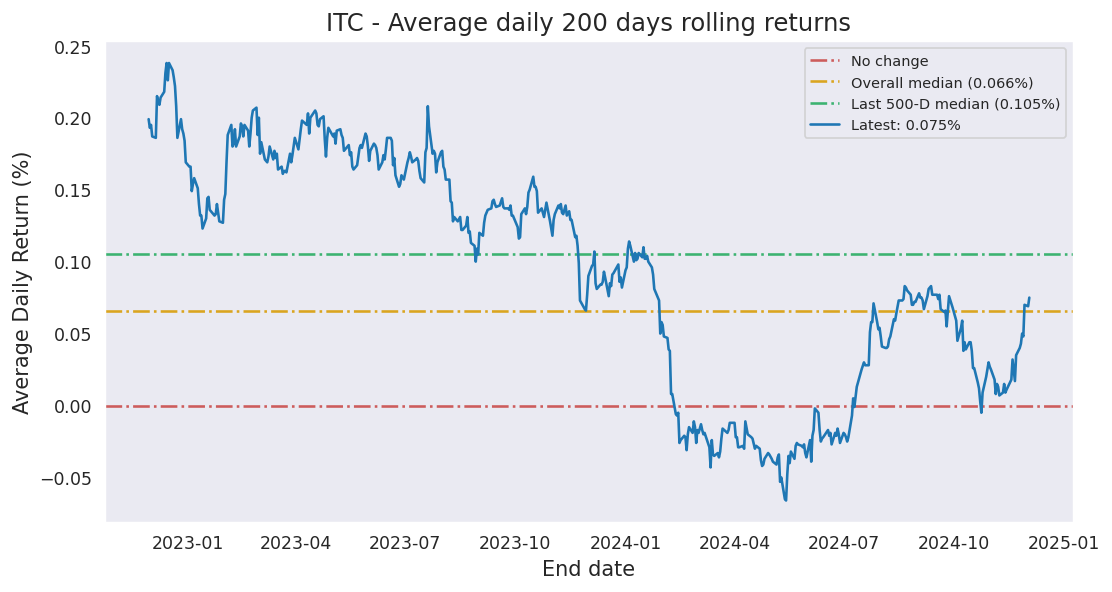 ITC - Average daily 200 days rolling returns
No change
Overall median (0.066%)
Last 500-D median (0.105%)
Latest: 0.075%
Average Daily Return (%)
0.25
0.20
0.15
0.10
0.05
0.00
−0.05
2023-01 2023-04 2023-07 2023-10 2024-01 2024-04 2024-07 2024-10 2025-01
End date